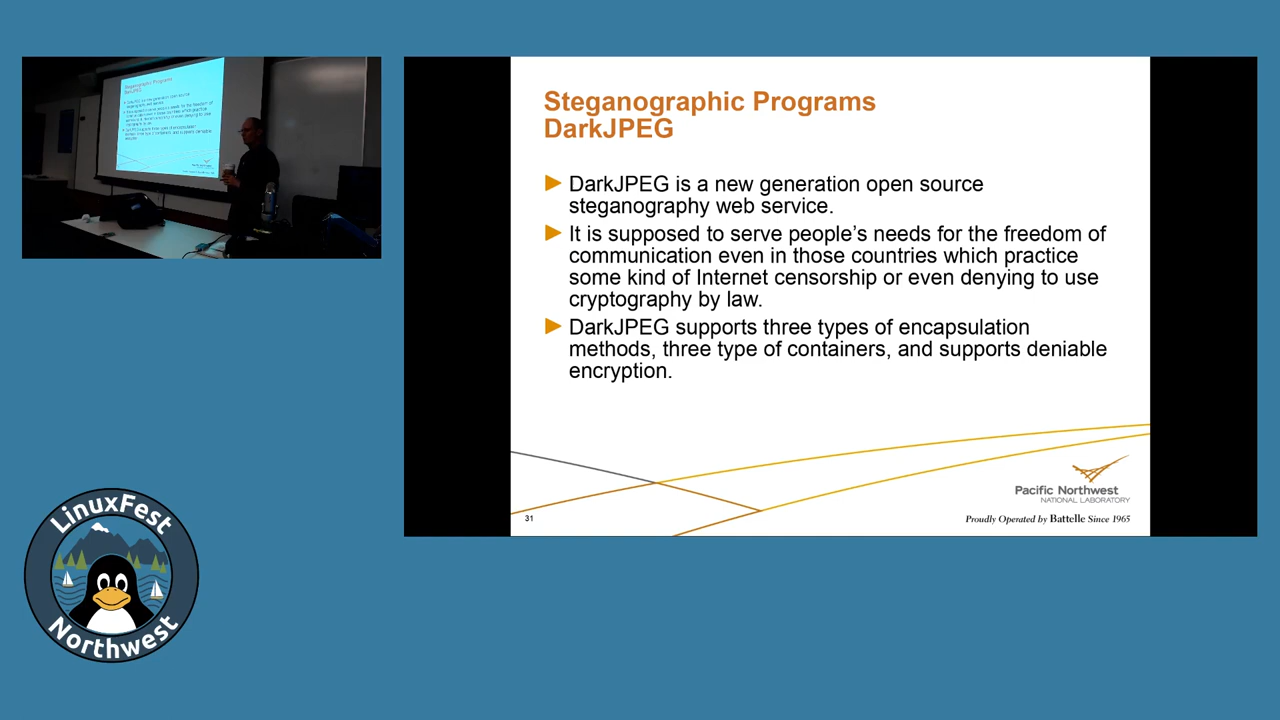 Steganographic Programs
DarkJPEG
DarkJPEG is a new generation open source
steganography web service.
It is supposed to serve people's needs for the freedom of
communication even in those countries which practice
some kind of Internet censorship or even denying to use
cryptography by law.
DarkJPEG supports three types of encapsulation
methods, three type of containers, and supports deniable
encryption.
Pacific Northwest
NATIONAL LABORATORY
31
Proudly Operated by Battelle Since 1965
LinuxFest
Northwest